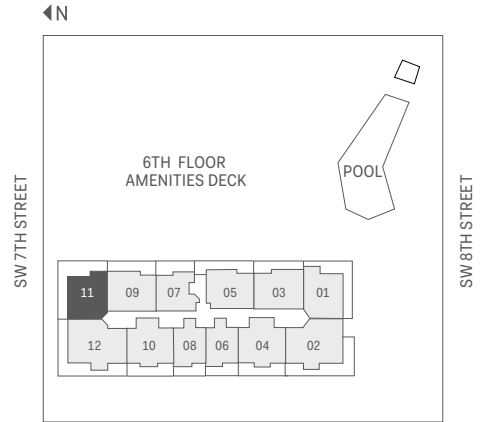 N
SW 7TH STREET
6TH FLOOR
AMENITIES DECK
POOL
SW 8TH STREET
11
09
07
05
03
01
12
10
08
06
04
02